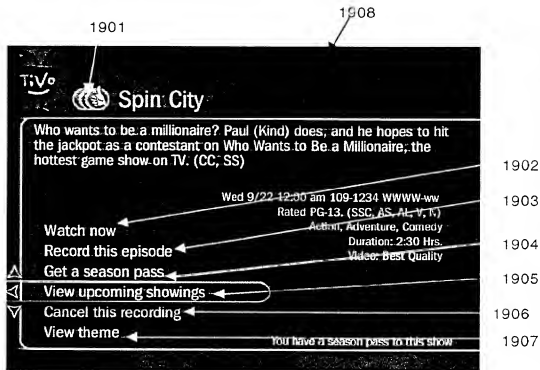 1908
1901
TiVo
Spin City
Who wants to be a millionaire? Paul (Kind) does, and he hopes to hit
the jackpot as a contestant on Who Wants to Be a Millionaire, the
hottest game show on TV. (CC, SS)
Wed 9/22 12:30 am 109-1234 WWWW-ww
Rated PG-13. (SSC, AS, AL, V, N)
Action, Adventure, Comedy
Duration: 2:30 Hrs.
Video: Best Quality
Watch now
Record this episode
Get a season pass
View upcoming showings
Cancel this recording
View theme
You have a season pass to this show
1902
1903
1904
1905
1906
1907